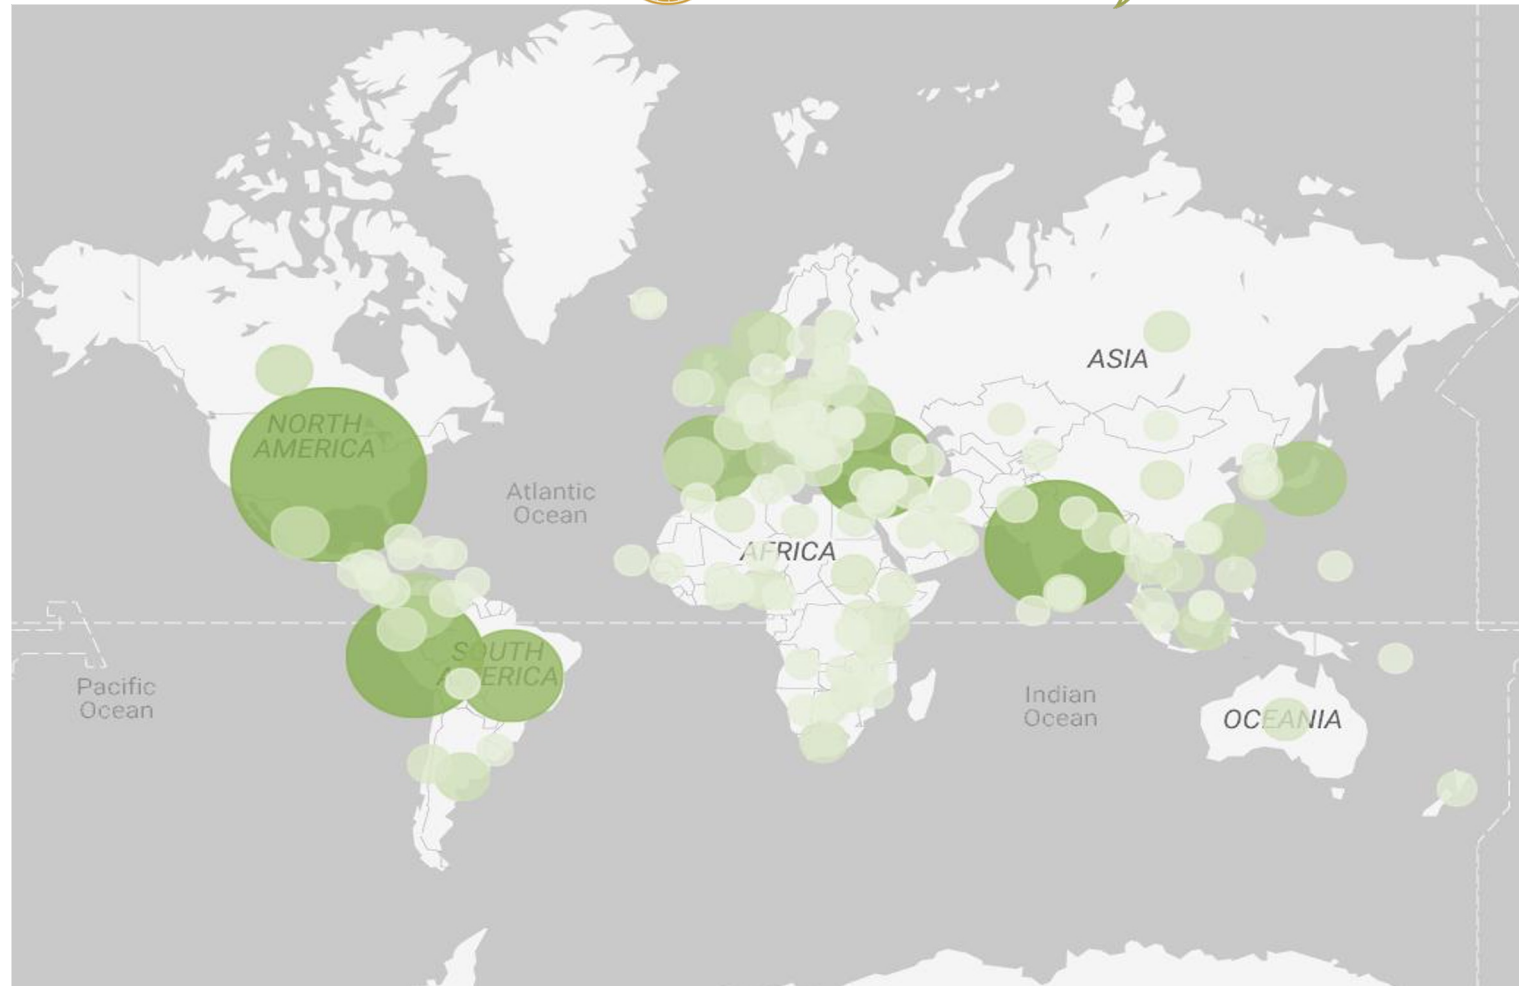 ASIA
NORTH
AMERICA
Atlantic
Ocean
AFRICA
SOUTH
AMERICA
Pacific
Ocean
Indian
Ocean
OCEANIA